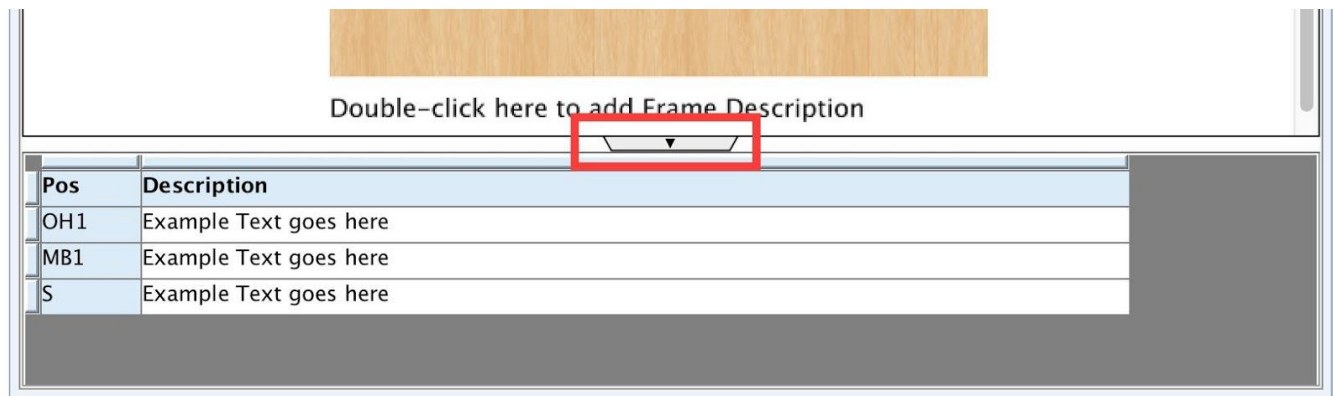 Double-click here to add Frame Description
Pos Description
OH1 Example Text goes here
MB1 Example Text goes here
S Example Text goes here